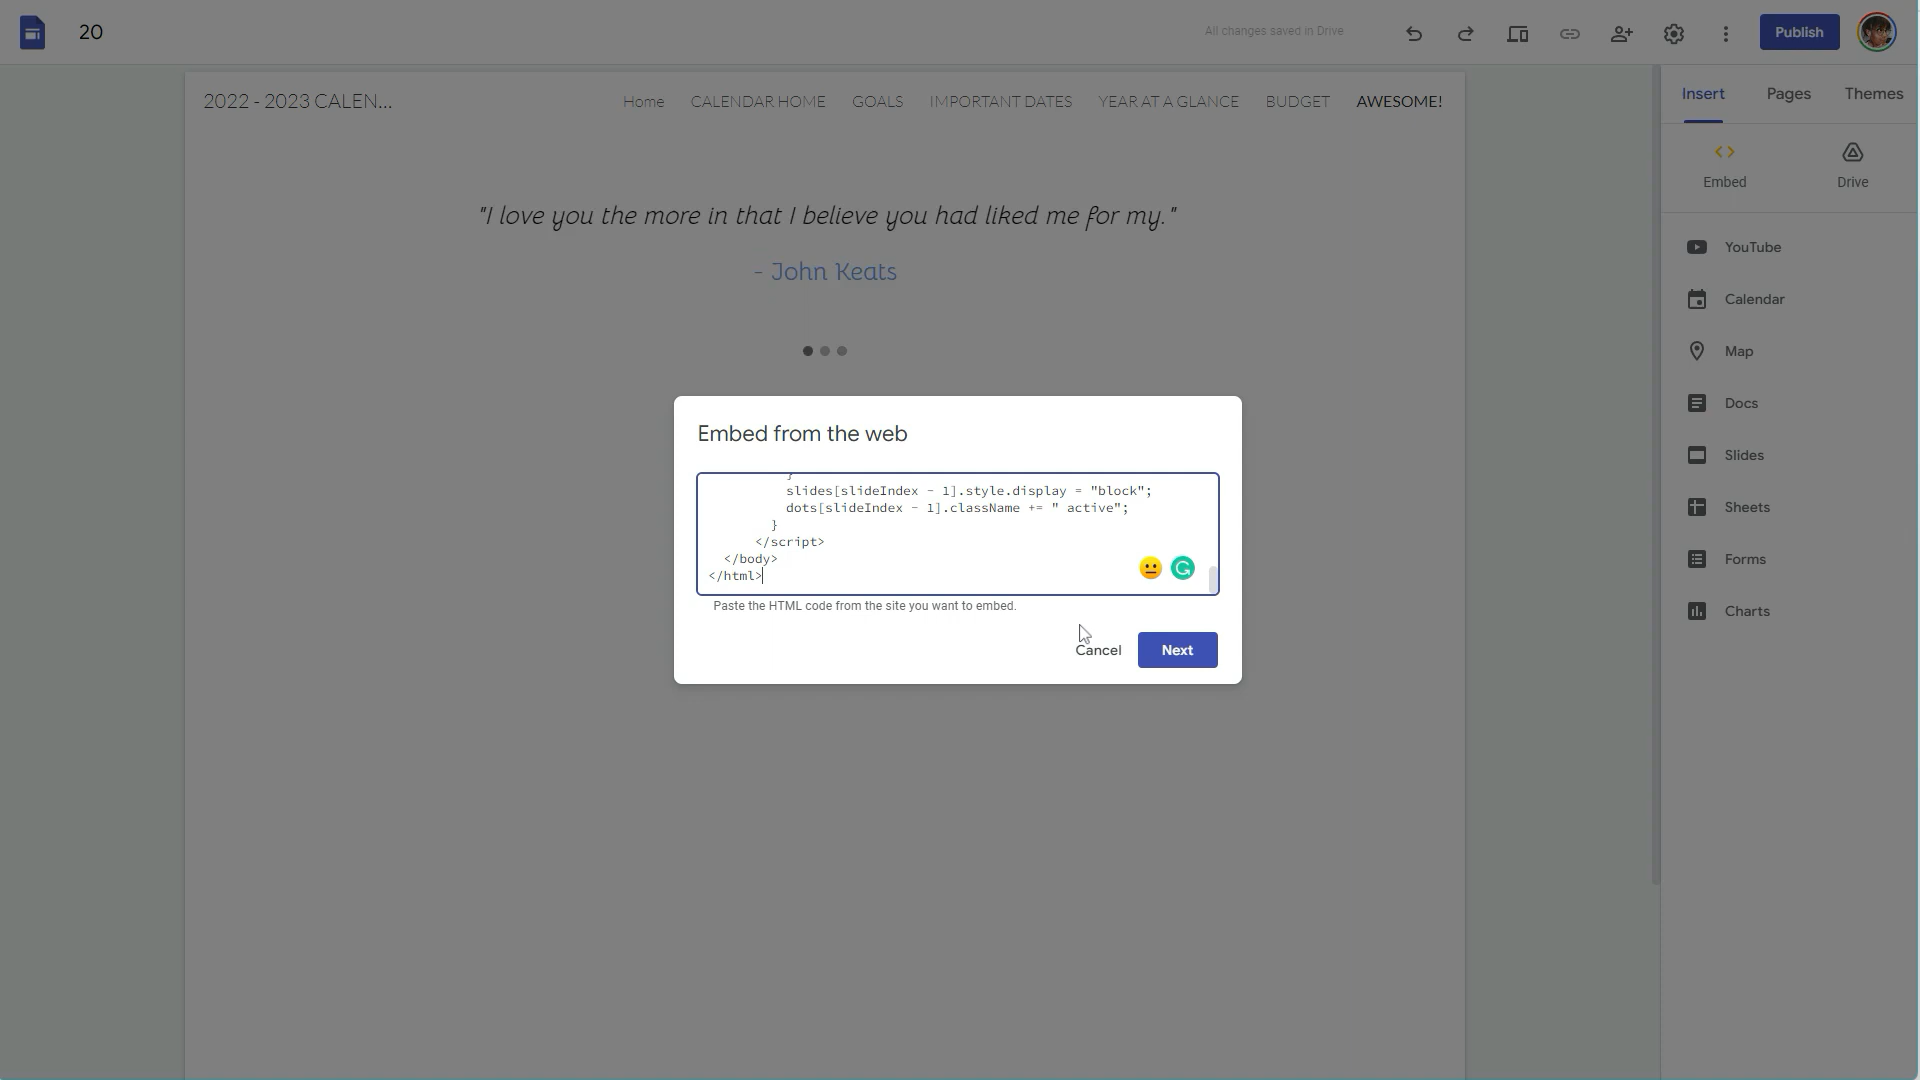 20
All changes saved in Drive
Publish
2022 - 2023 CALEN...
Home CALENDAR HOME GOALS IMPORTANT DATES YEAR AT A GLANCE BUDGET AWESOME!
Insert Pages Themes
Embed Drive
"I love you the more in that I believe you had liked me for my."
- John Keats
YouTube
Calendar
Map
Docs
Slides
Sheets
Forms
Charts
Embed from the web
}
slides[slideIndex - 1].style.display = "block";
dots[slideIndex - 1].className += " active";
}
</script>
</body>
</html>
Paste the HTML code from the site you want to embed.
Cancel Next